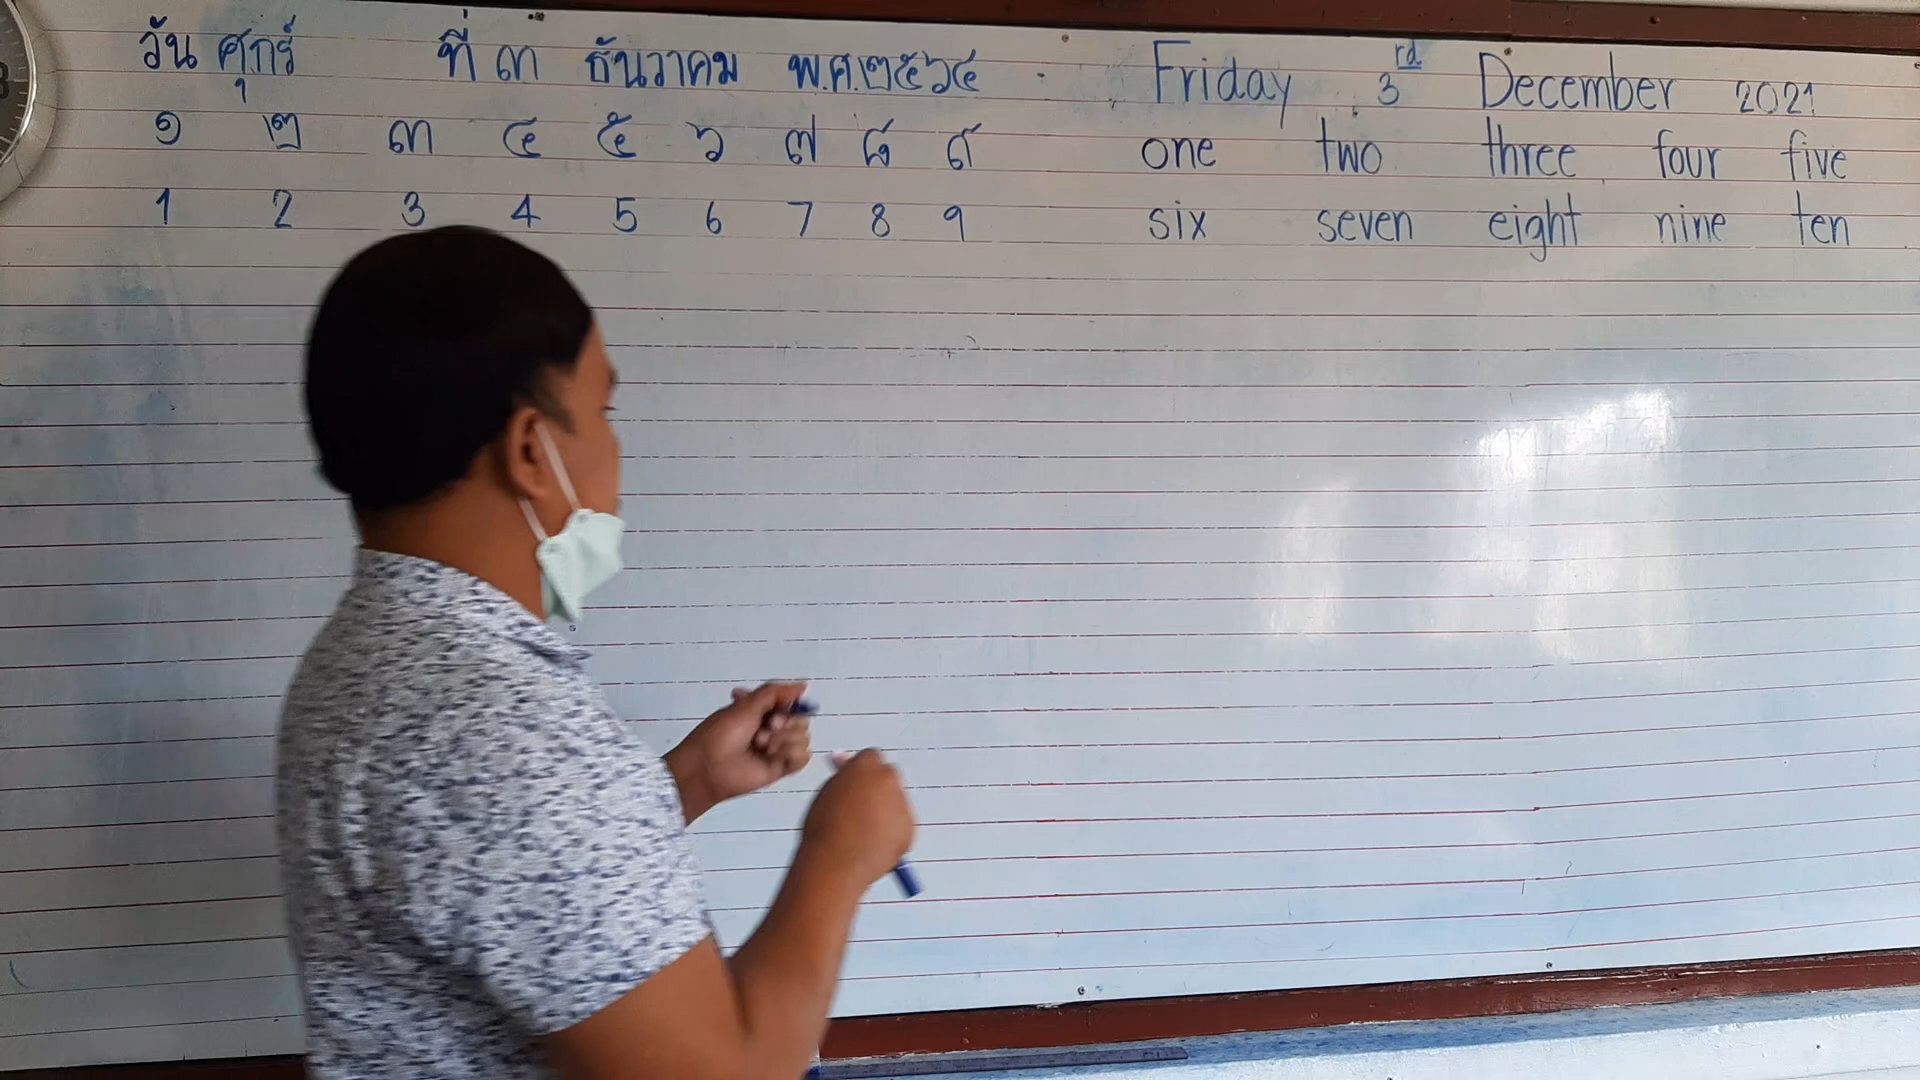 วัน ศุกร์ ที่ ๓ ธันวาคม พ.ศ.๒๕๖๔ Friday 3rd December 2021
๑ ๒ ๓ ๔ ๕ ๖ ๗ ๘ ๙ one two three four five
1 2 3 4 5 6 7 8 9 six seven eight nine ten